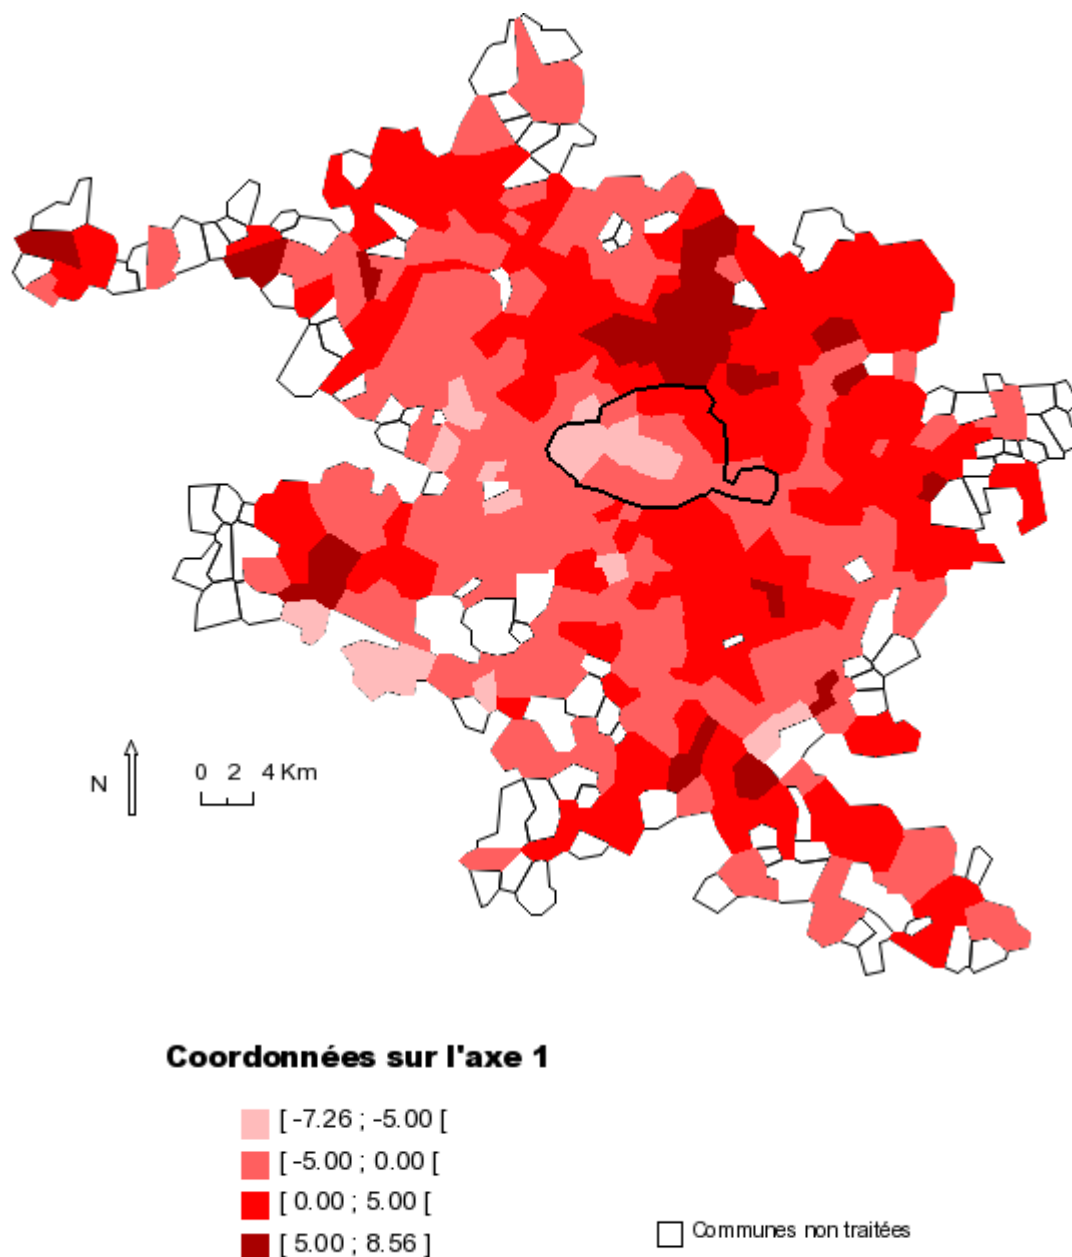 N
0 2 4 Km
Coordonnées sur l'axe 1
[ -7.26 ; -5.00 [
[ -5.00 ; 0.00 [
[ 0.00 ; 5.00 [
[ 5.00 ; 8.56 ]
Communes non traitées